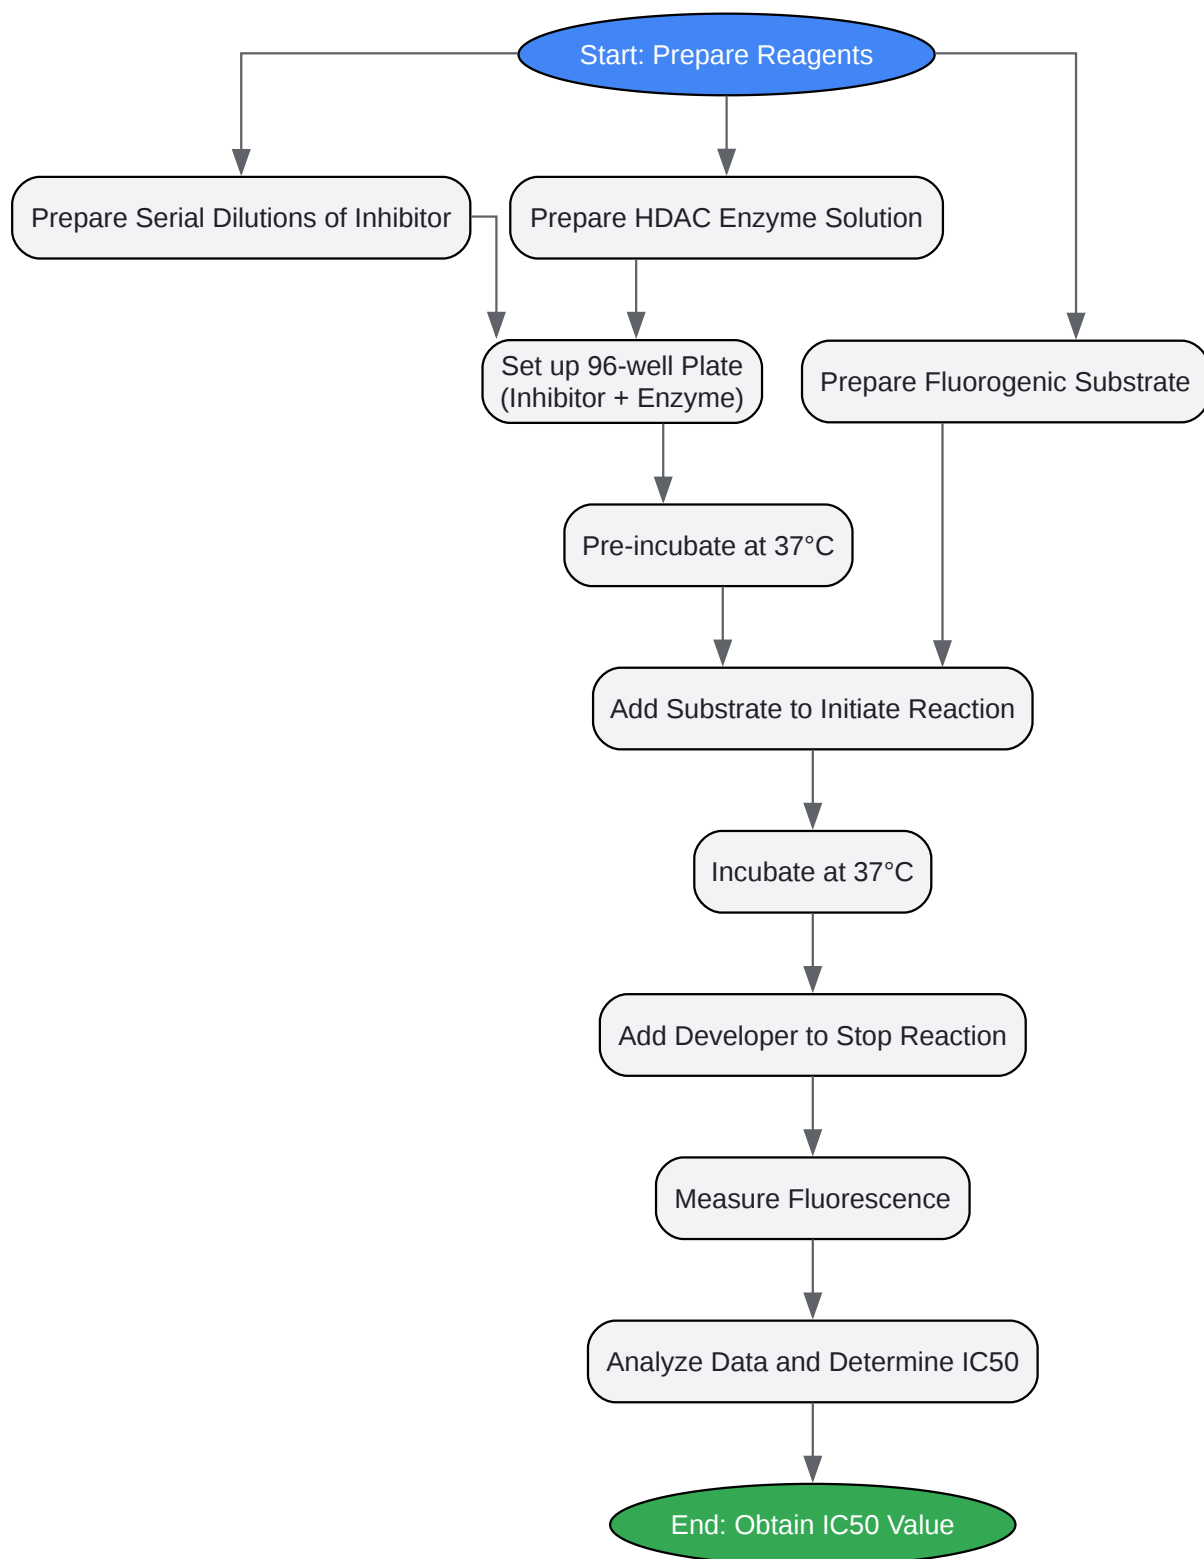 Start: Prepare Reagents
Prepare Serial Dilutions of Inhibitor
Prepare HDAC Enzyme Solution
Set up 96-well Plate
(Inhibitor + Enzyme)
Prepare Fluorogenic Substrate
Pre-incubate at 37°C
Add Substrate to Initiate Reaction
Incubate at 37°C
Add Developer to Stop Reaction
Measure Fluorescence
Analyze Data and Determine IC50
End: Obtain IC50 Value